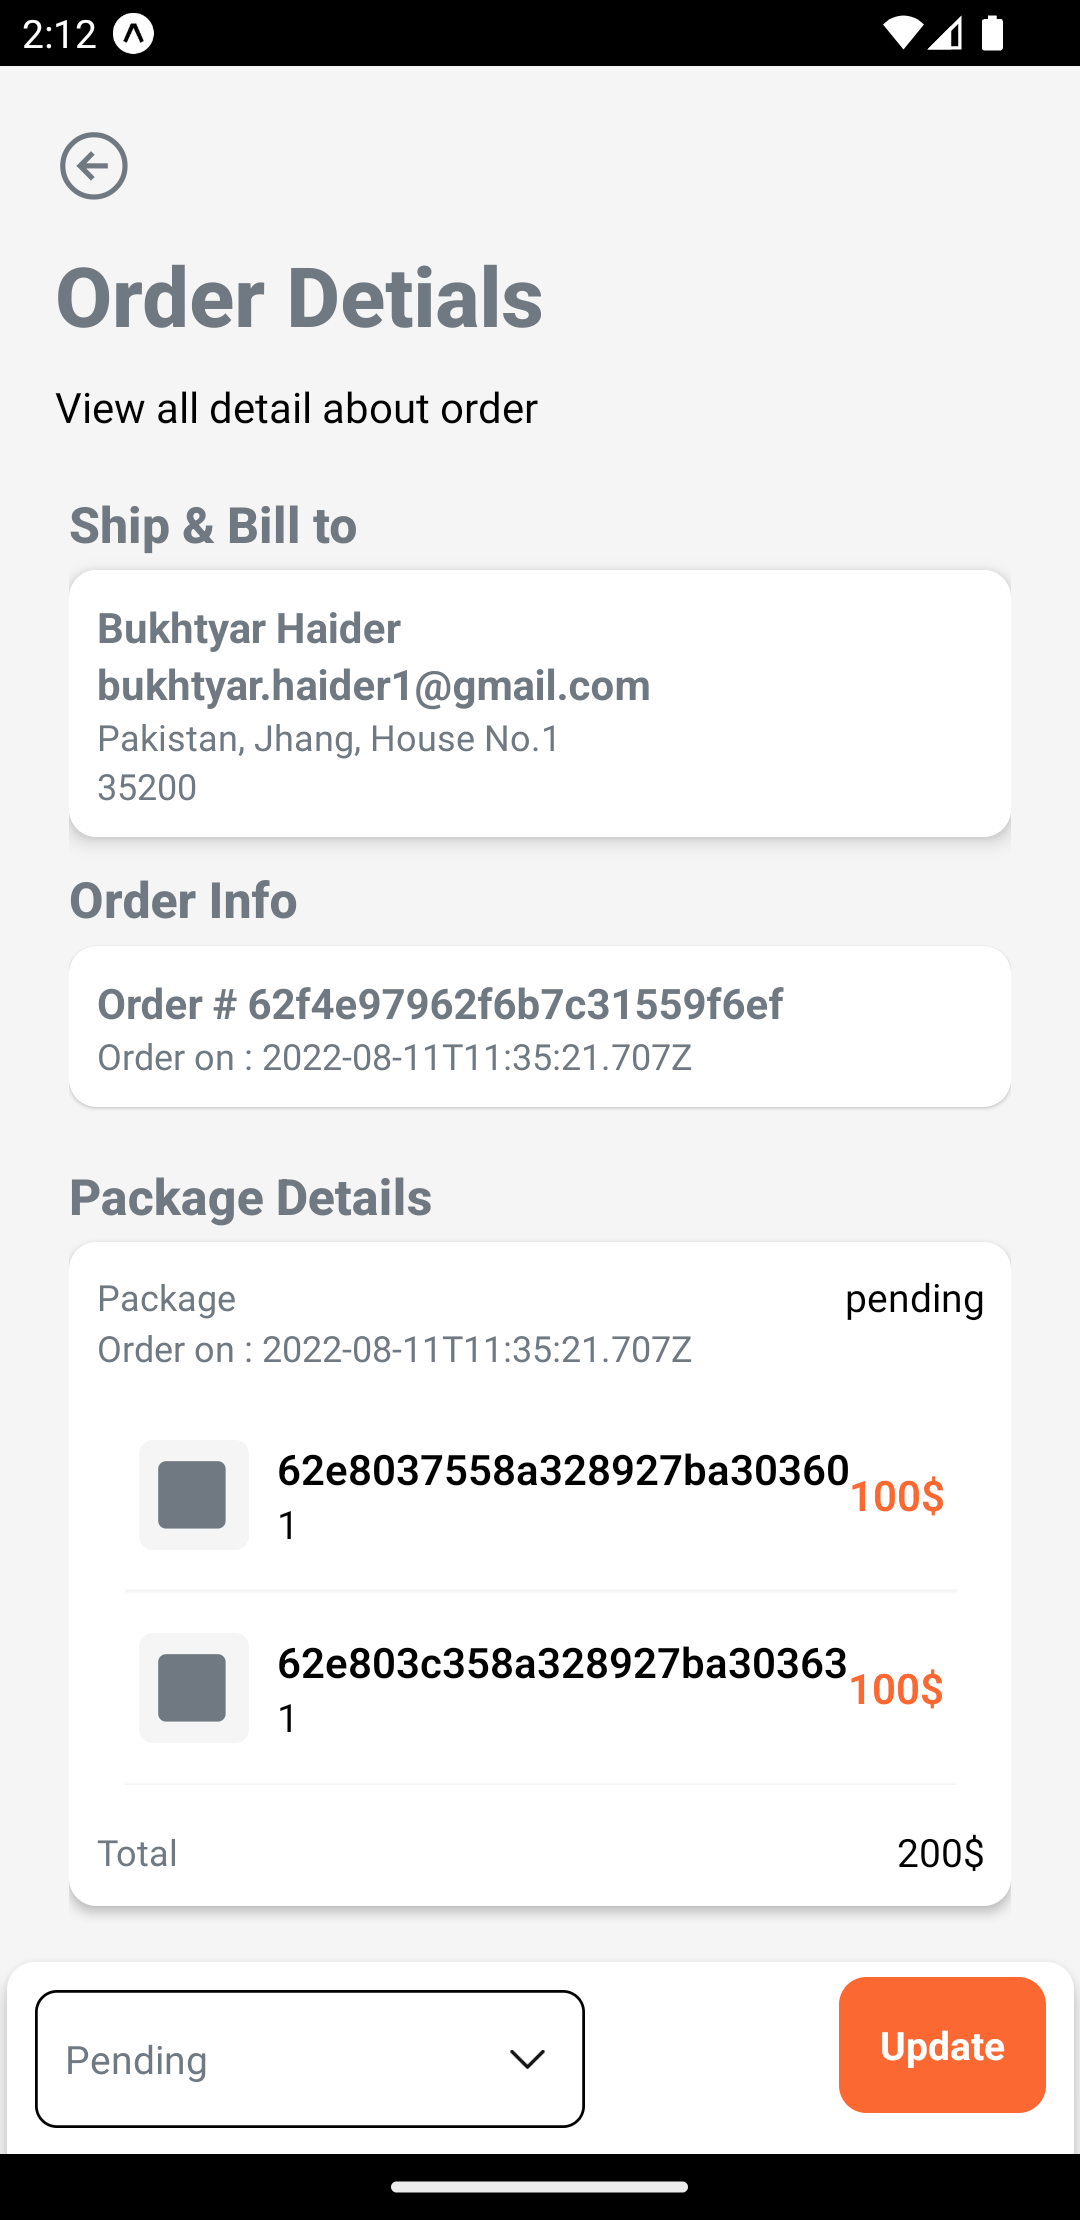 2:12
Order Detials
View all detail about order
Ship & Bill to
Bukhtyar Haider
bukhtyar.haider1@gmail.com
Pakistan, Jhang, House No.1
35200
Order Info
Order # 62f4e97962f6b7c31559f6ef
Order on : 2022-08-11T11:35:21.707Z
Package Details
Package pending
Order on : 2022-08-11T11:35:21.707Z
62e8037558a328927ba30360
100$
1
62e803c358a328927ba30363
100$
1
Total 200$
Pending
Update